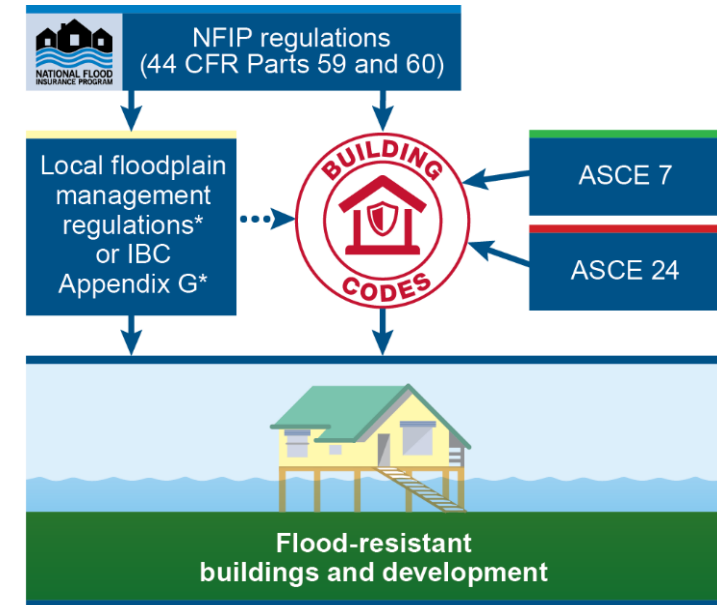 NATIONAL FLOOD
INSURANCE PROGRAM
NFIP regulations
(44 CFR Parts 59 and 60)
Local floodplain
management
regulations*
or IBC
Appendix G*
BUILDING
CODES
ASCE 7
ASCE 24
Flood-resistant
buildings and development